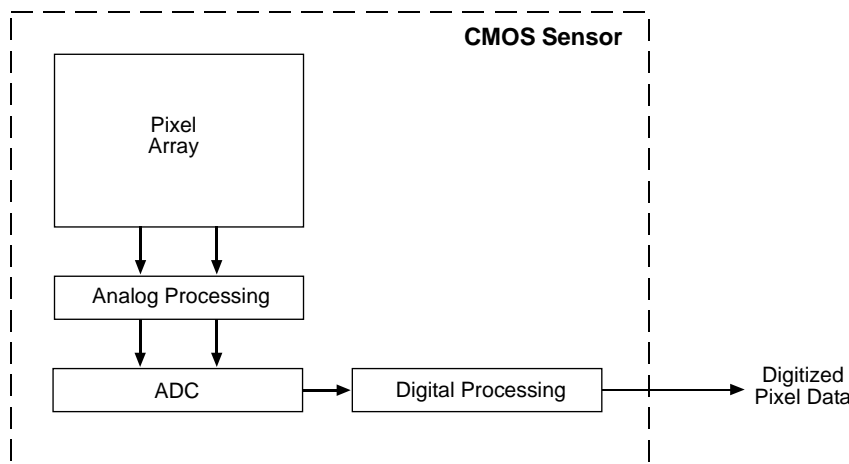 CMOS Sensor
Pixel
Array
Analog Processing
ADC
Digital Processing
Digitized
Pixel Data